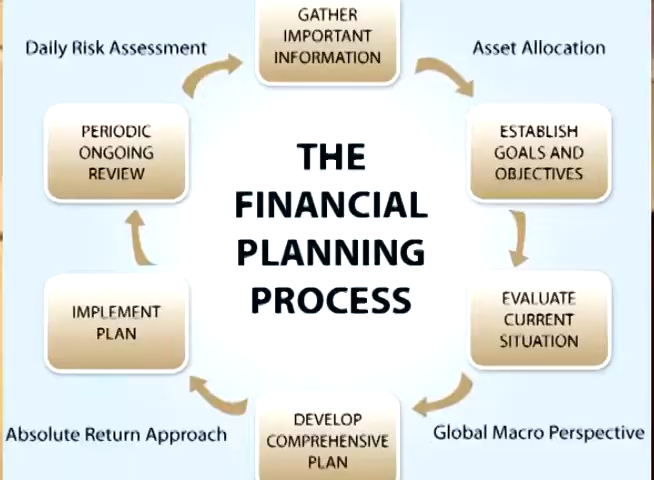 GATHER
IMPORTANT
INFORMATION
Daily Risk Assessment
Asset Allocation
PERIODIC
ONGOING
REVIEW
ESTABLISH
GOALS AND
OBJECTIVES
THE
FINANCIAL
PLANNING
PROCESS
IMPLEMENT
PLAN
EVALUATE
CURRENT
SITUATION
DEVELOP
COMPREHENSIVE
PLAN
Absolute Return Approach
Global Macro Perspective